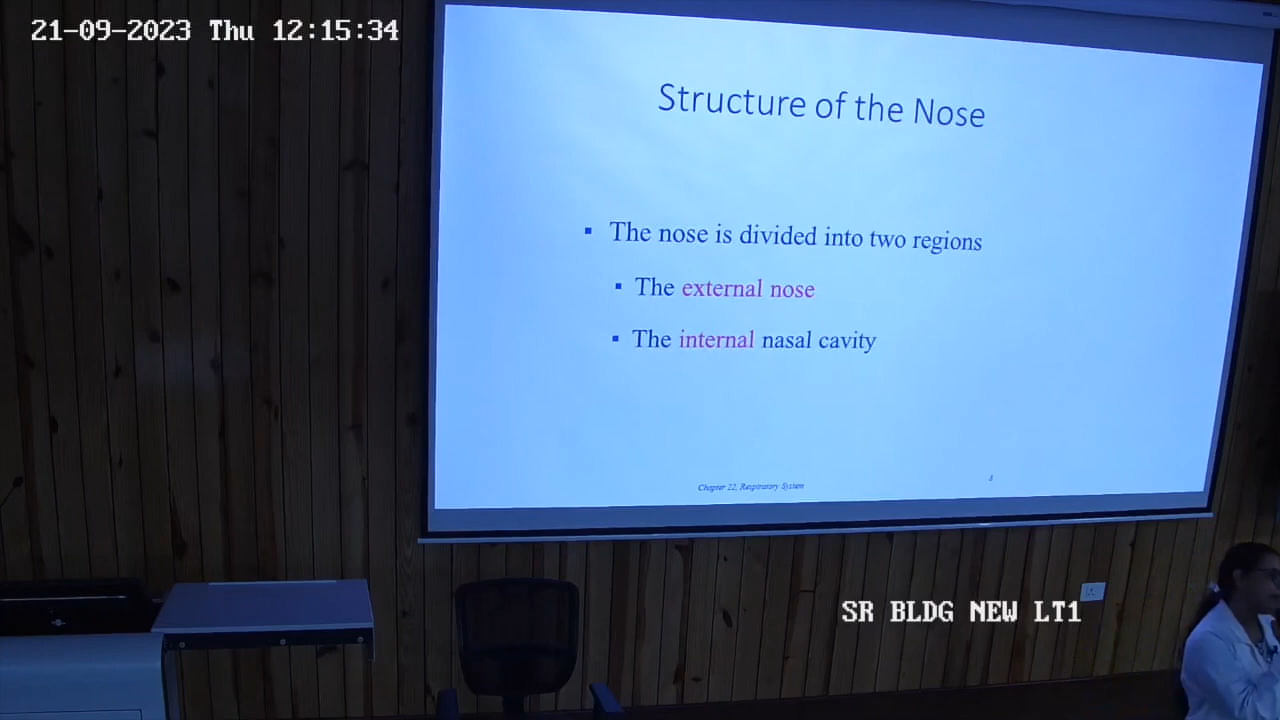 21-09-2023 Thu 12:15:34
Structure of the Nose
▪ The nose is divided into two regions
▪ The external nose
▪ The internal nasal cavity
Chapter 22, Respiratory System
SR BLDG NEW LT1